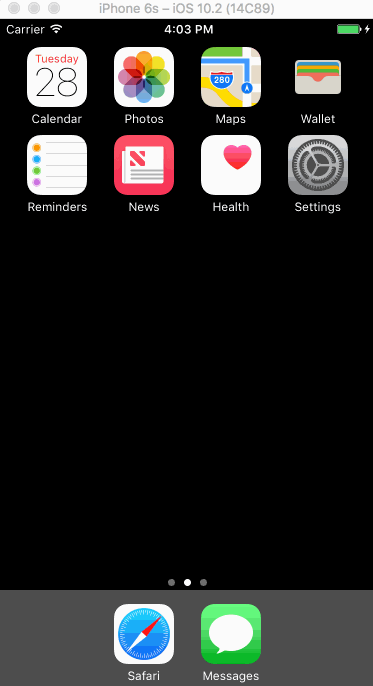 iPhone 6s – iOS 10.2 (14C89)
Carrier 4:03 PM
Tuesday
28
280
Calendar Photos Maps Wallet
Reminders News Health Settings
Safari Messages